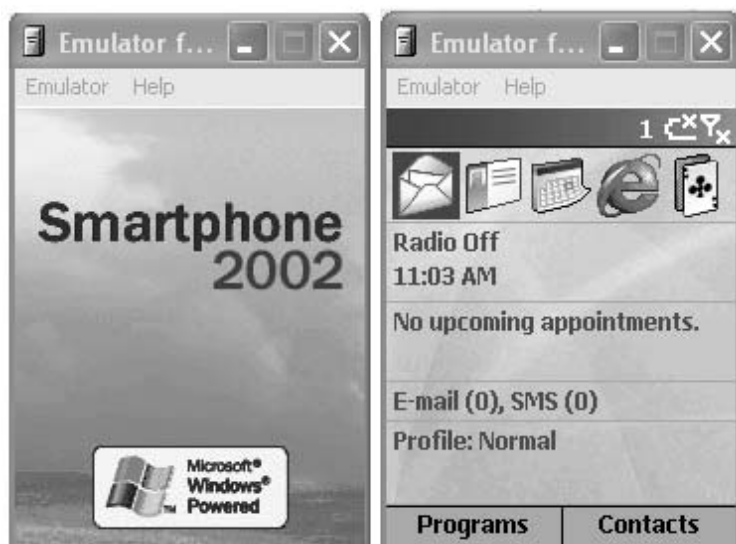 Emulator f...
Emulator Help
Smartphone
2002
Microsoft®
Windows®
Powered
TM
Emulator f...
Emulator Help
1
Radio Off
11:03 AM
No upcoming appointments.
E-mail (0), SMS (0)
Profile: Normal
Programs Contacts